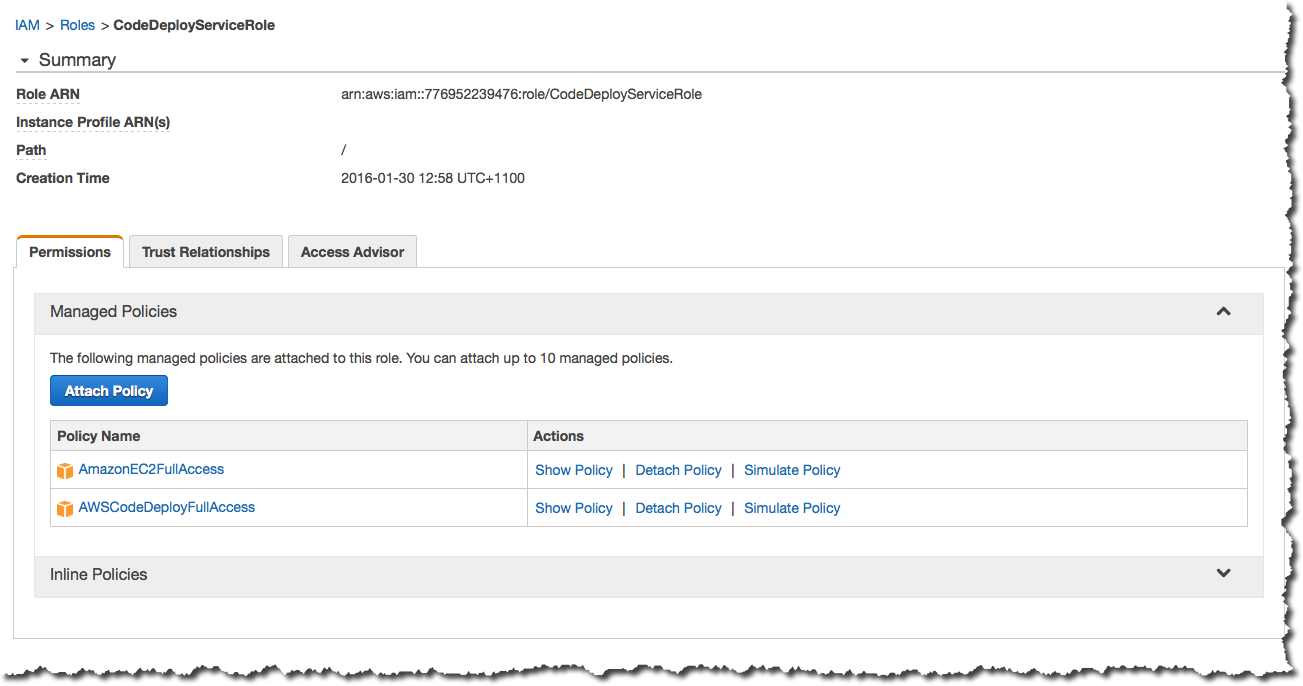 IAM > Roles > CodeDeployServiceRole
Summary
Role ARN arn:aws:iam::776952239476:role/CodeDeployServiceRole
Instance Profile ARN(s)
Path /
Creation Time 2016-01-30 12:58 UTC+1100
Permissions Trust Relationships Access Advisor
Managed Policies
The following managed policies are attached to this role. You can attach up to 10 managed policies.
Attach Policy
Policy Name Actions
AmazonEC2FullAccess Show Policy | Detach Policy | Simulate Policy
AWSCodeDeployFullAccess Show Policy | Detach Policy | Simulate Policy
Inline Policies